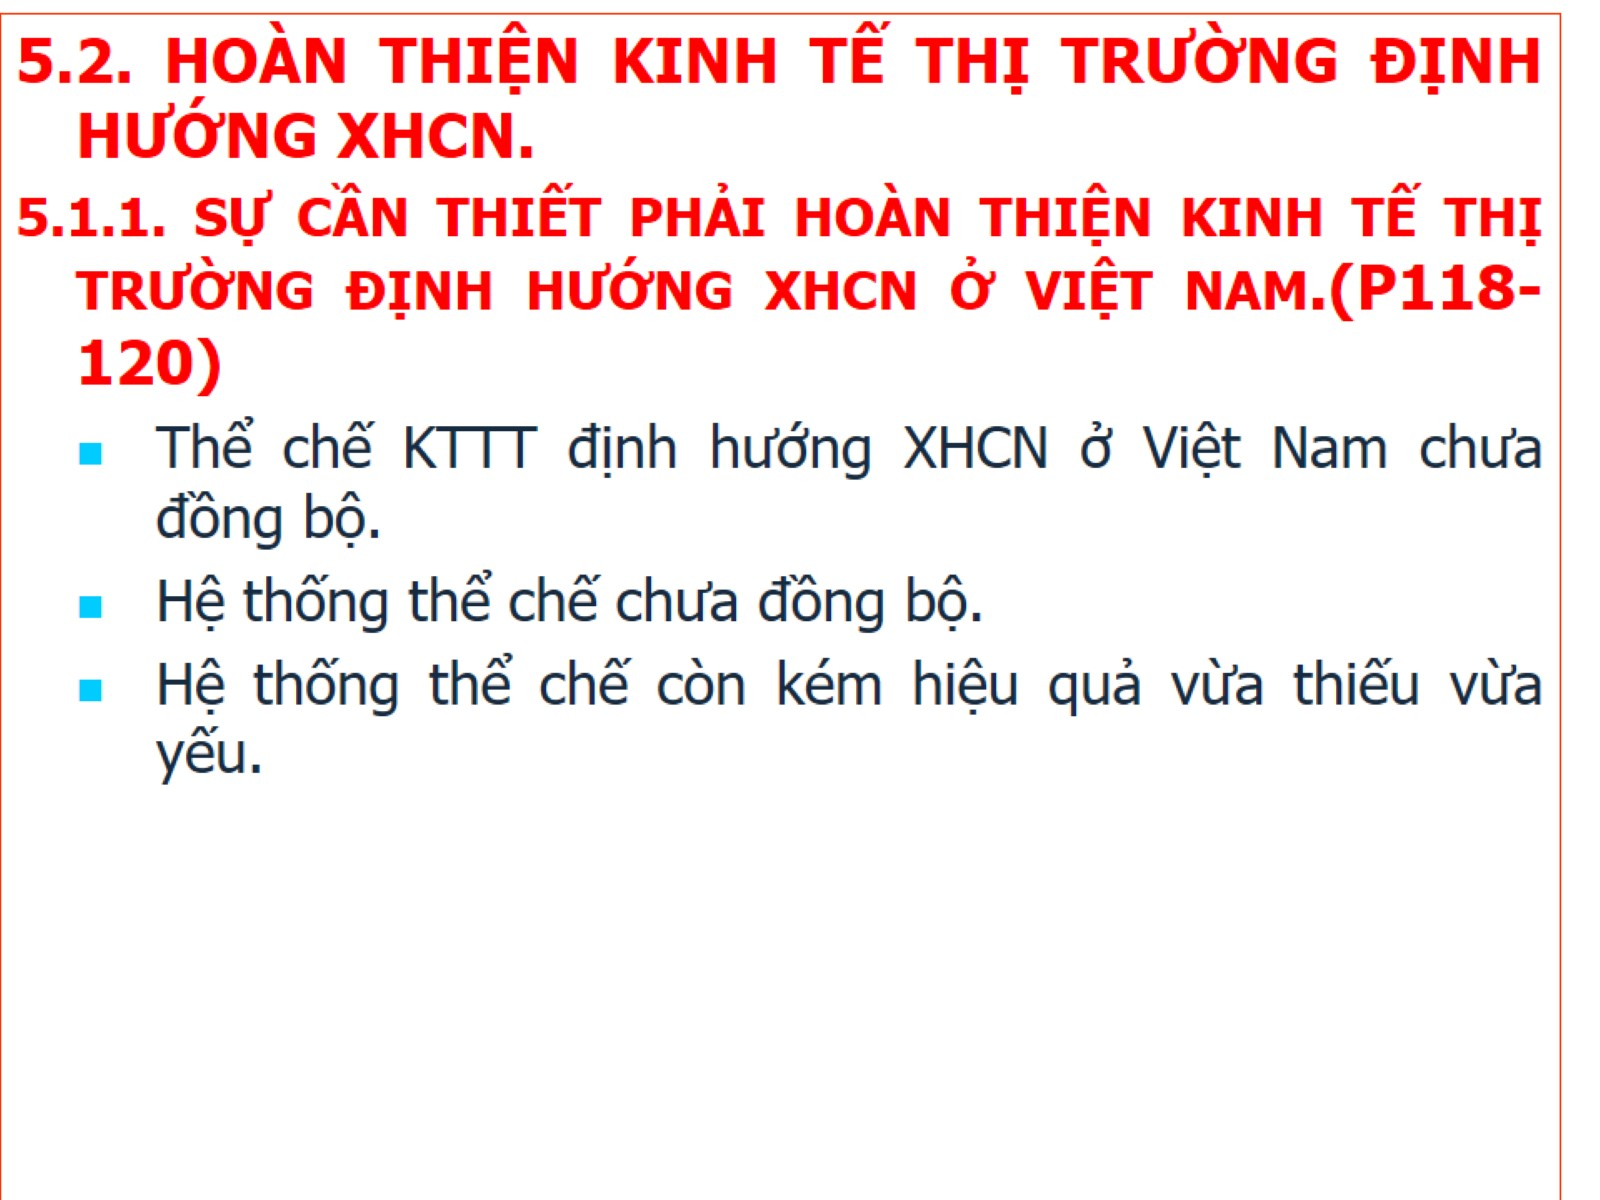 5.2. HOÀN THIỆN KINH TẾ THỊ TRƯỜNG ĐỊNH
HƯỚNG XHCN.
5.1.1. SỰ CẦN THIẾT PHẢI HOÀN THIỆN KINH TẾ THỊ
TRƯỜNG ĐỊNH HƯỚNG XHCN Ở VIỆT NAM.(P118-
120)
Thể chế KTTT định hướng XHCN ở Việt Nam chưa
đồng bộ.
Hệ thống thể chế chưa đồng bộ.
Hệ thống thể chế còn kém hiệu quả vừa thiếu vừa
yếu.